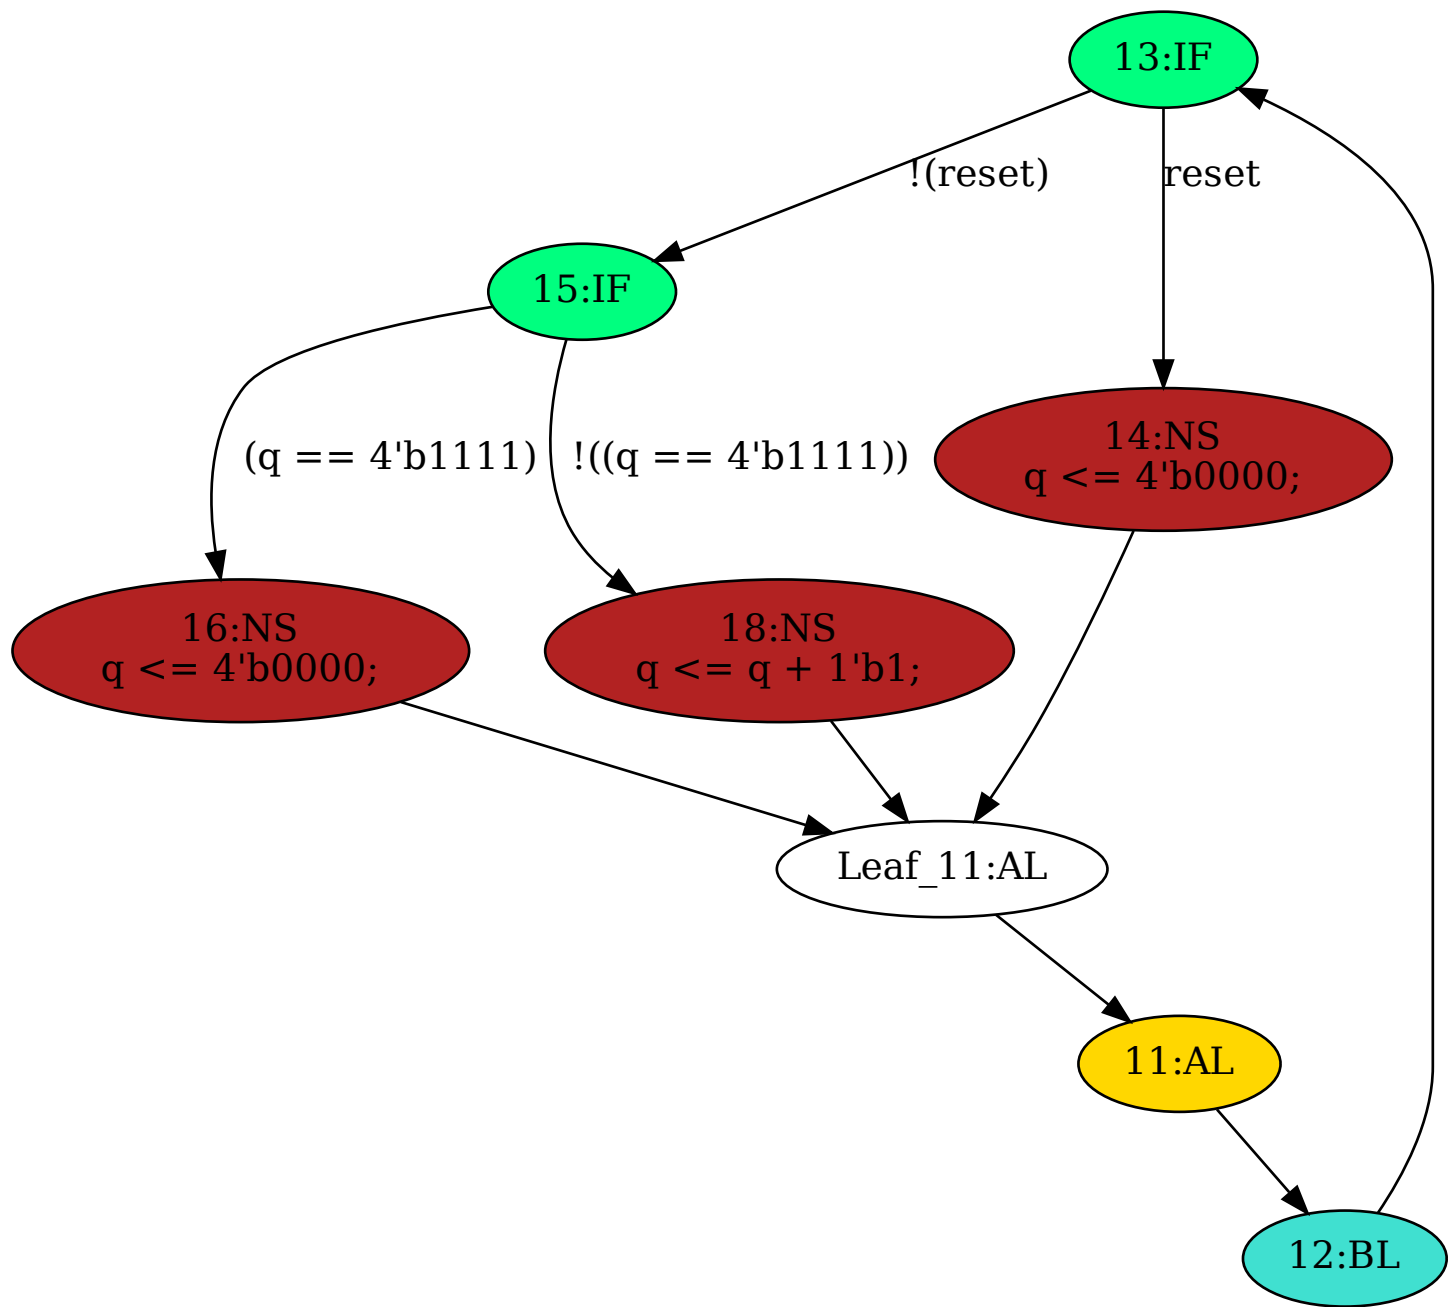 13:IF
!(reset)
reset
15:IF
(q == 4'b1111)
!((q == 4'b1111))
14:NS
q <= 4'b0000;
16:NS
q <= 4'b0000;
18:NS
q <= q + 1'b1;
Leaf_11:AL
11:AL
12:BL